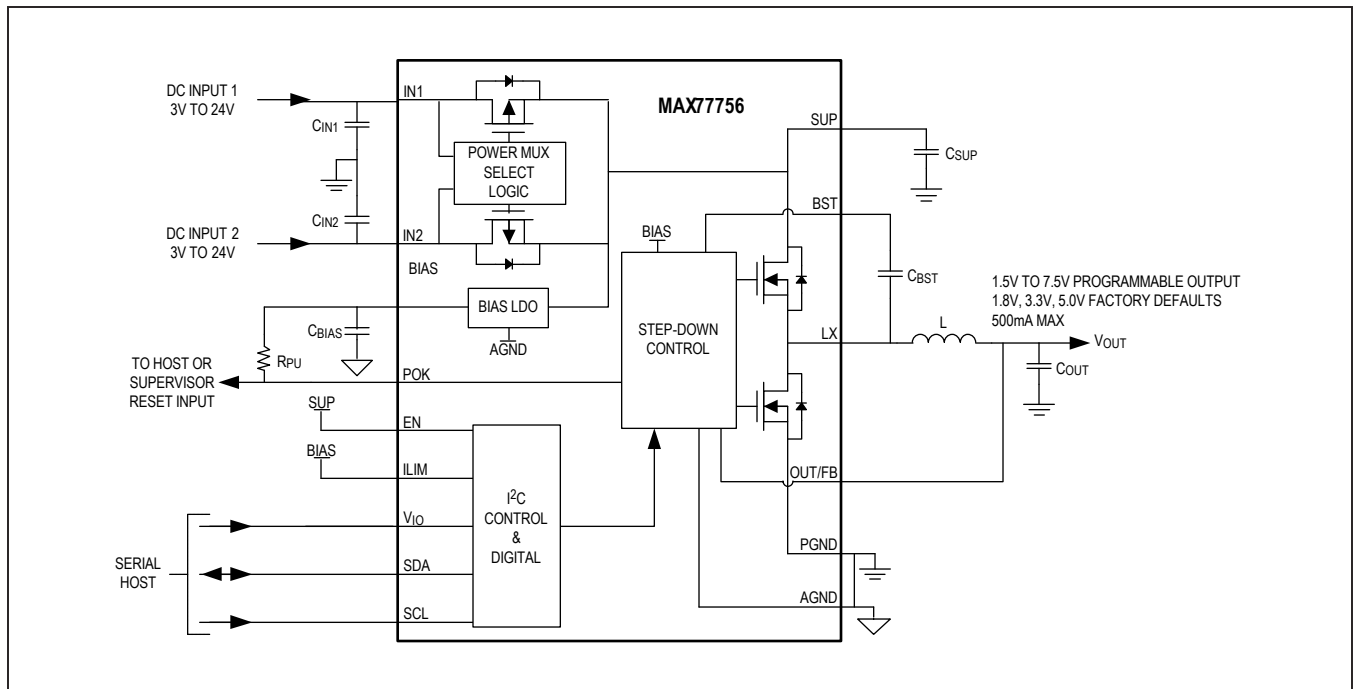 DC INPUT 1
3V TO 24V
CIN1
IN1
MAX77756
SUP
CSUP
POWER MUX
SELECT
LOGIC
CIN2
DC INPUT 2
3V TO 24V
IN2
BIAS
BIAS
BST
CBST
1.5V TO 7.5V PROGRAMMABLE OUTPUT
1.8V, 3.3V, 5.0V FACTORY DEFAULTS
500mA MAX
BIAS LDO
AGND
STEP-DOWN
CONTROL
LX
L
VOUT
COUT
CBIAS
RPU
TO HOST OR
SUPERVISOR
RESET INPUT
POK
SUP
EN
BIAS
ILIM
I2C
CONTROL
&
DIGITAL
OUT/FB
VIO
SERIAL
HOST
SDA
SCL
PGND
AGND